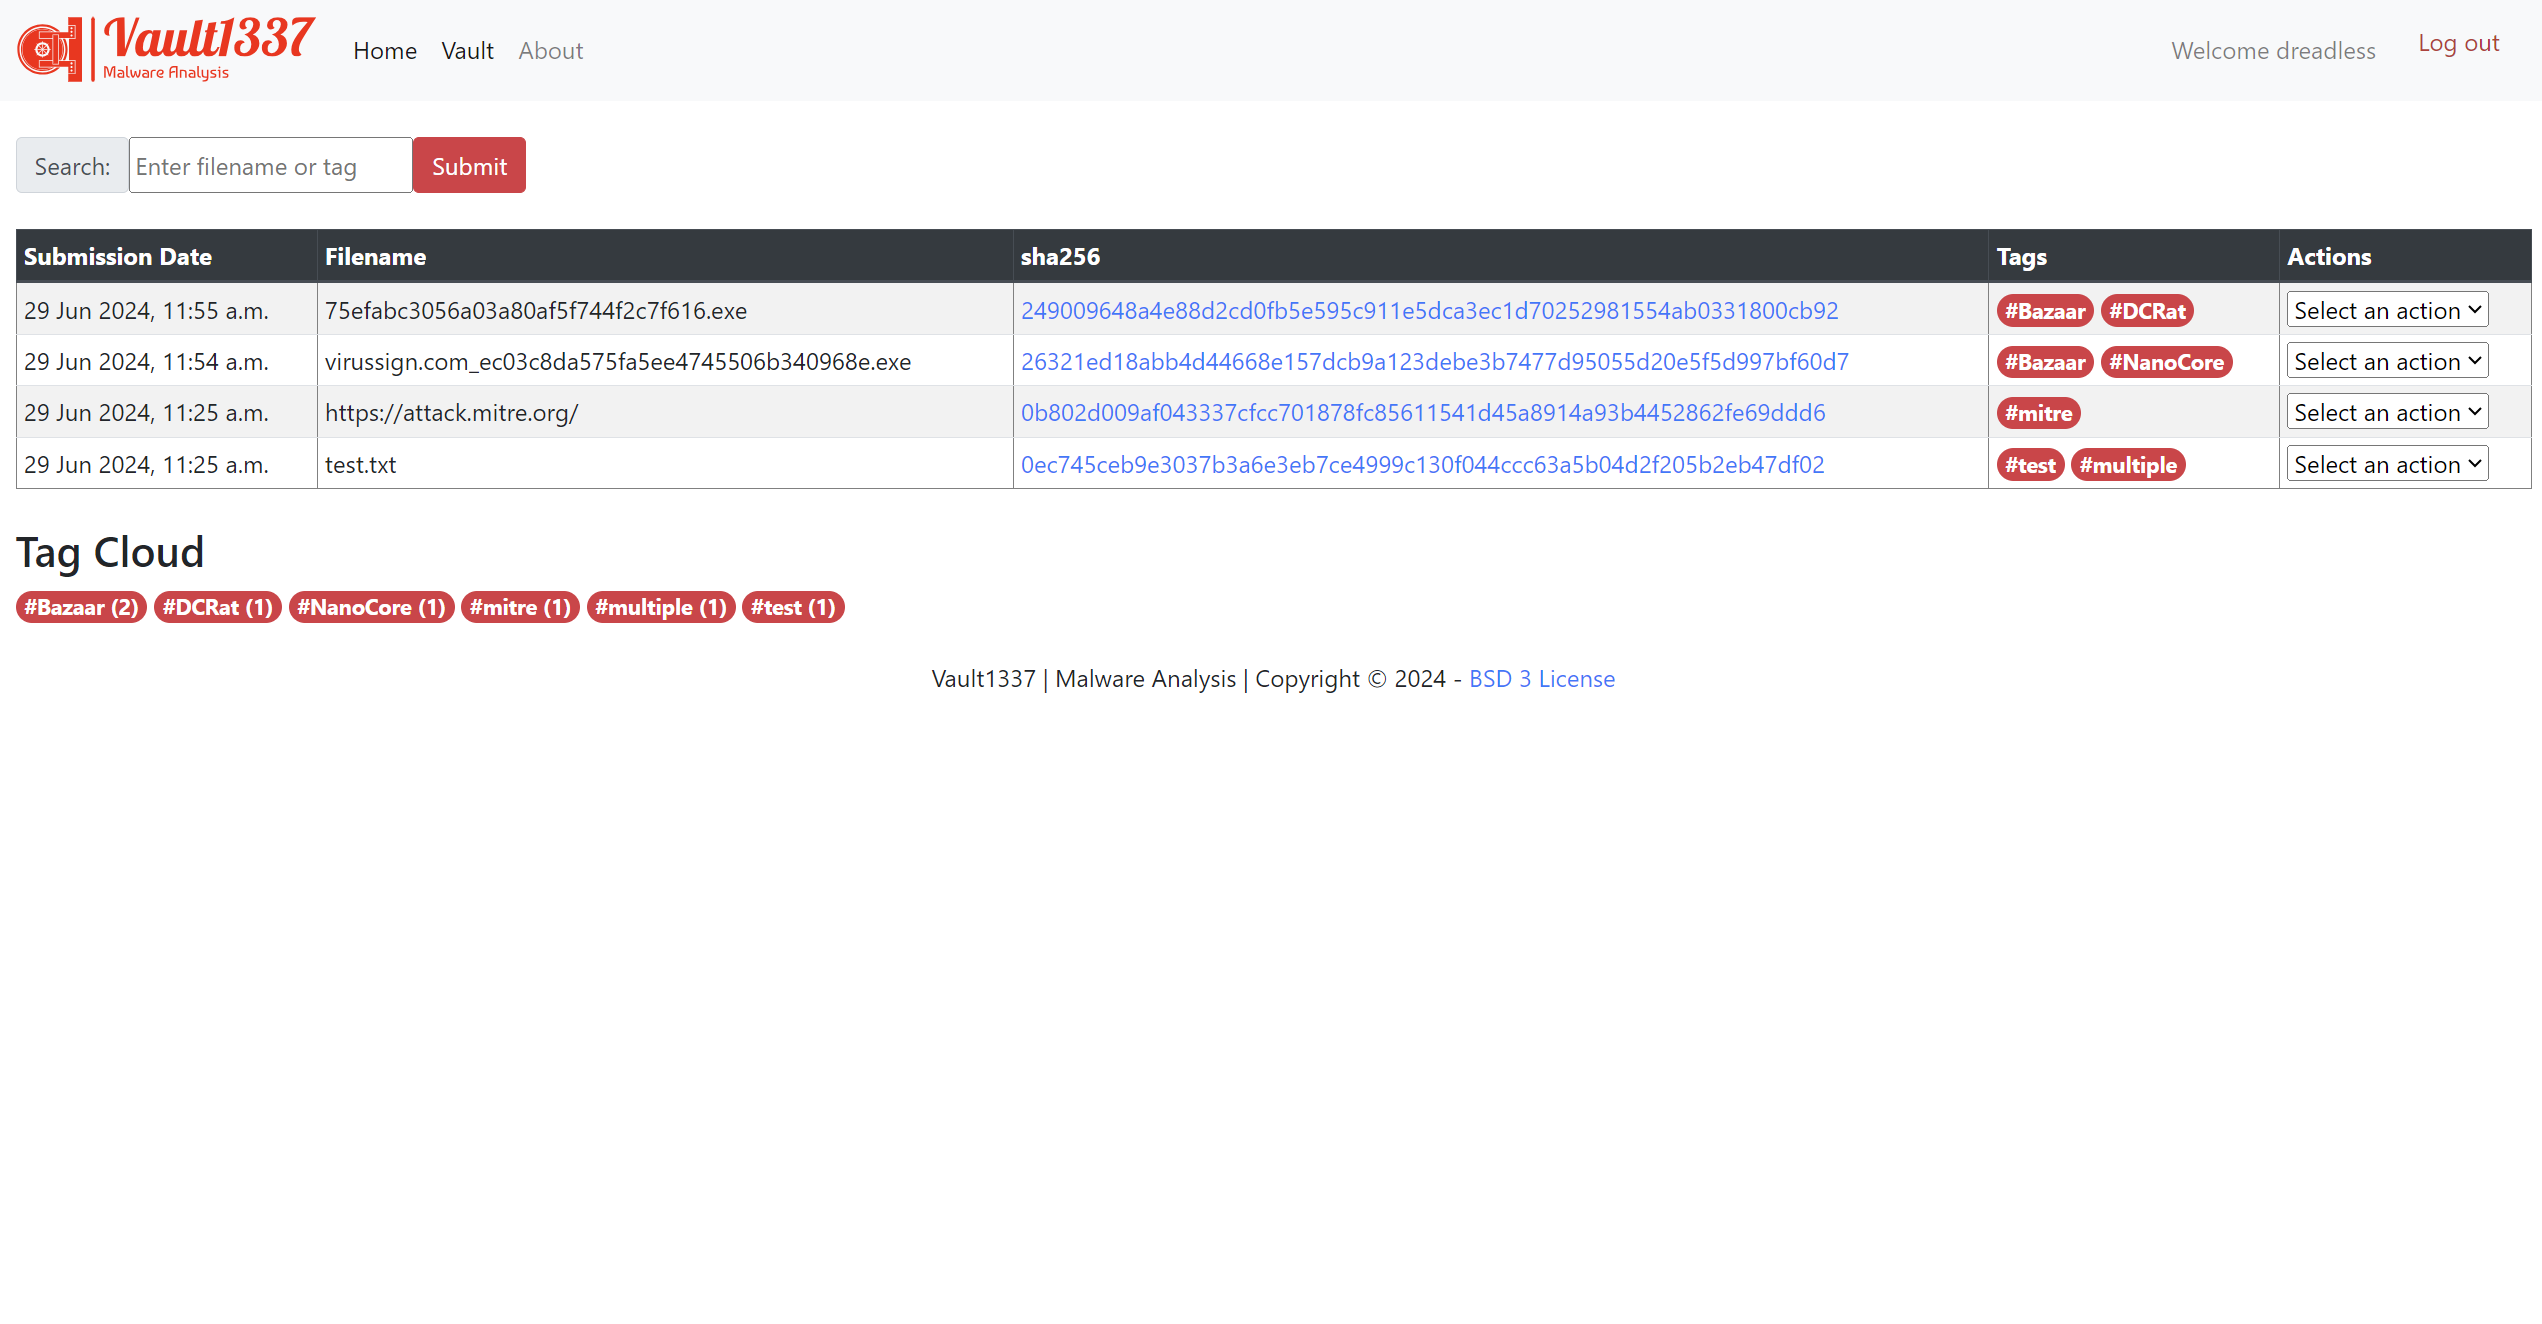 Vault1337
Malware Analysis
Home Vault About
Welcome dreadless Log out
Search: Enter filename or tag Submit
Submission Date Filename sha256 Tags Actions
29 Jun 2024, 11:55 a.m. 75efabc3056a03a80af5f744f2c7f616.exe 249009648a4e88d2cd0fb5e595c911e5dca3ec1d70252981554ab0331800cb92 #Bazaar #DCRat Select an action
29 Jun 2024, 11:54 a.m. virussign.com_ec03c8da575fa5ee4745506b340968e.exe 26321ed18abb4d44668e157dcb9a123debe3b7477d95055d20e5f5d997bf60d7 #Bazaar #NanoCore Select an action
29 Jun 2024, 11:25 a.m. https://attack.mitre.org/ 0b802d009af043337cfcc701878fc85611541d45a8914a93b4452862fe69ddd6 #mitre Select an action
29 Jun 2024, 11:25 a.m. test.txt 0ec745ceb9e3037b3a6e3eb7ce4999c130f044ccc63a5b04d2f205b2eb47df02 #test #multiple Select an action
Tag Cloud
#Bazaar (2) #DCRat (1) #NanoCore (1) #mitre (1) #multiple (1) #test (1)
Vault1337 | Malware Analysis | Copyright © 2024 - BSD 3 License